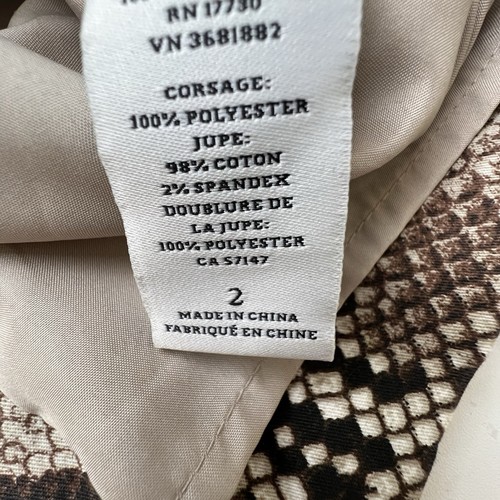 RN 17730
VN 3681882
CORSAGE:
100% POLYESTER
JUPE:
98% COTON
2% SPANDEX
DOUBLURE DE
LA JUPE:
100% POLYESTER
CA 57147
2
MADE IN CHINA
FABRIQUÉ EN CHINE